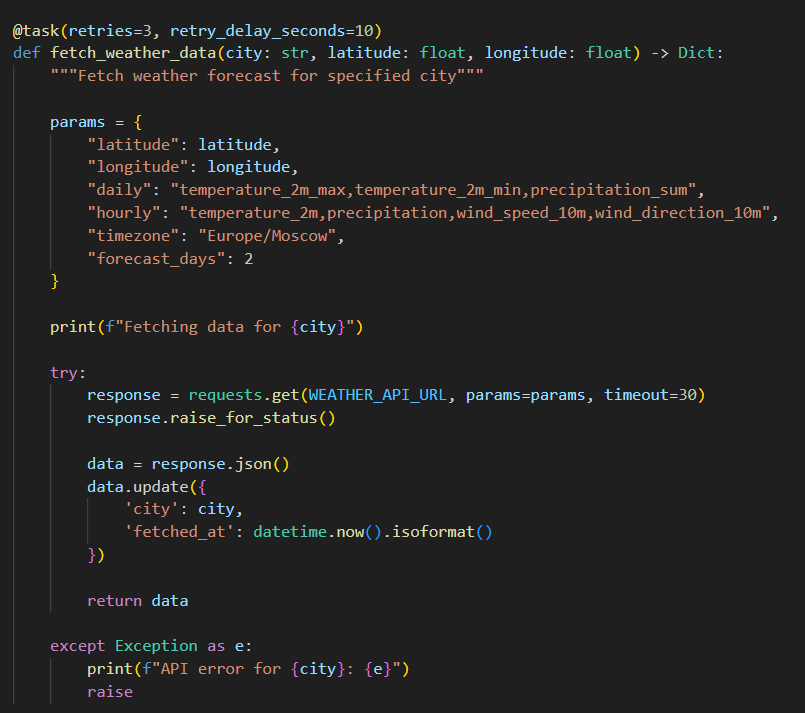 @task(retries=3, retry_delay_seconds=10)
def fetch_weather_data(city: str, latitude: float, longitude: float) -> Dict:
    """Fetch weather forecast for specified city"""

    params = {
        "latitude": latitude,
        "longitude": longitude,
        "daily": "temperature_2m_max,temperature_2m_min,precipitation_sum",
        "hourly": "temperature_2m,precipitation,wind_speed_10m,wind_direction_10m",
        "timezone": "Europe/Moscow",
        "forecast_days": 2
    }

    print(f"Fetching data for {city}")

    try:
        response = requests.get(WEATHER_API_URL, params=params, timeout=30)
        response.raise_for_status()

        data = response.json()
        data.update({
            'city': city,
            'fetched_at': datetime.now().isoformat()
        })

        return data

    except Exception as e:
        print(f"API error for {city}: {e}")
        raise